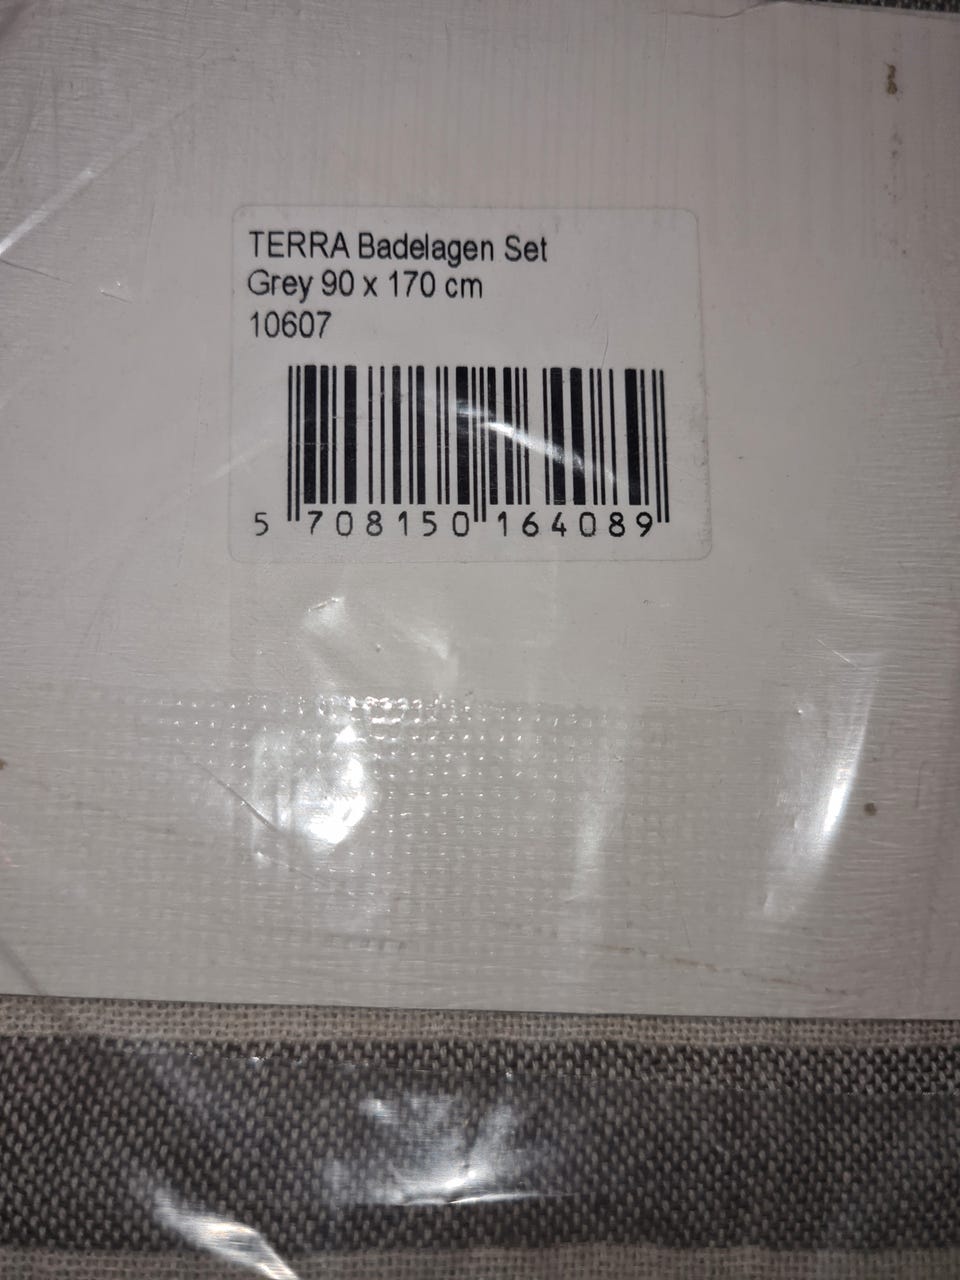 TERRA Badelagen Set
Grey 90 x 170 cm
10607
5 708150 164089